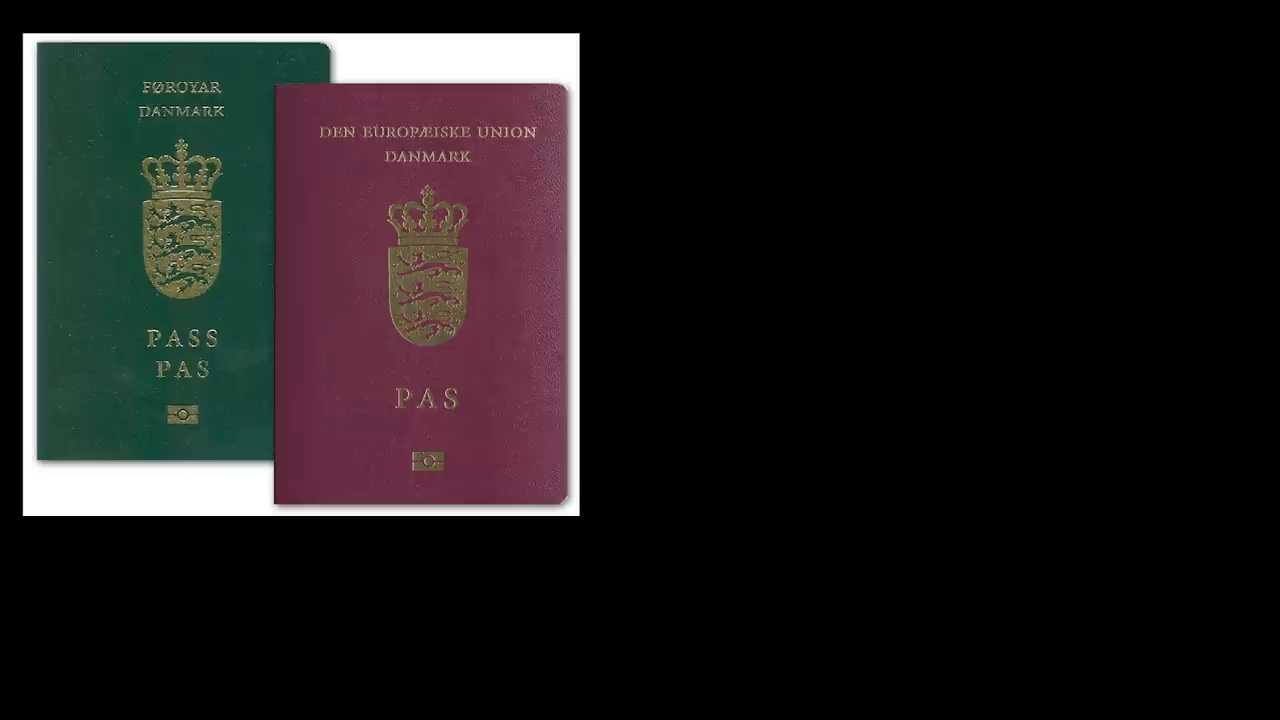 FØROYAR
DANMARK
PASS
PAS
DEN EUROPÆISKE UNION
DANMARK
PAS